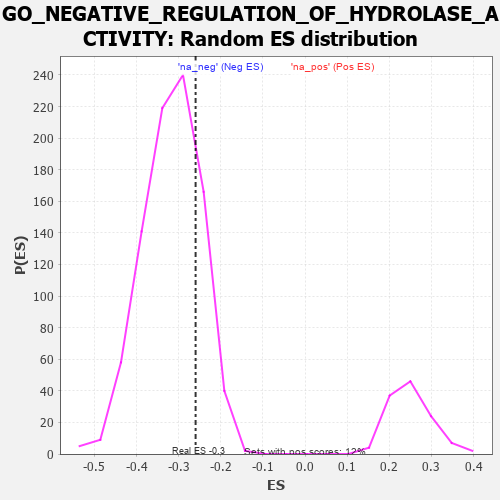 GO_NEGATIVE_REGULATION_OF_HYDROLASE_A
CTIVITY: Random ES distribution
'na_neg' (Neg ES) 'na_pos' (Pos ES)
240
220
200
180
160
140
120
100
80
60
40
20
0
P(ES)
Real ES -0.3 Sets with pos scores: 12%
-0.5 -0.4 -0.3 -0.2 -0.1 0.0 0.1 0.2 0.3 0.4
ES